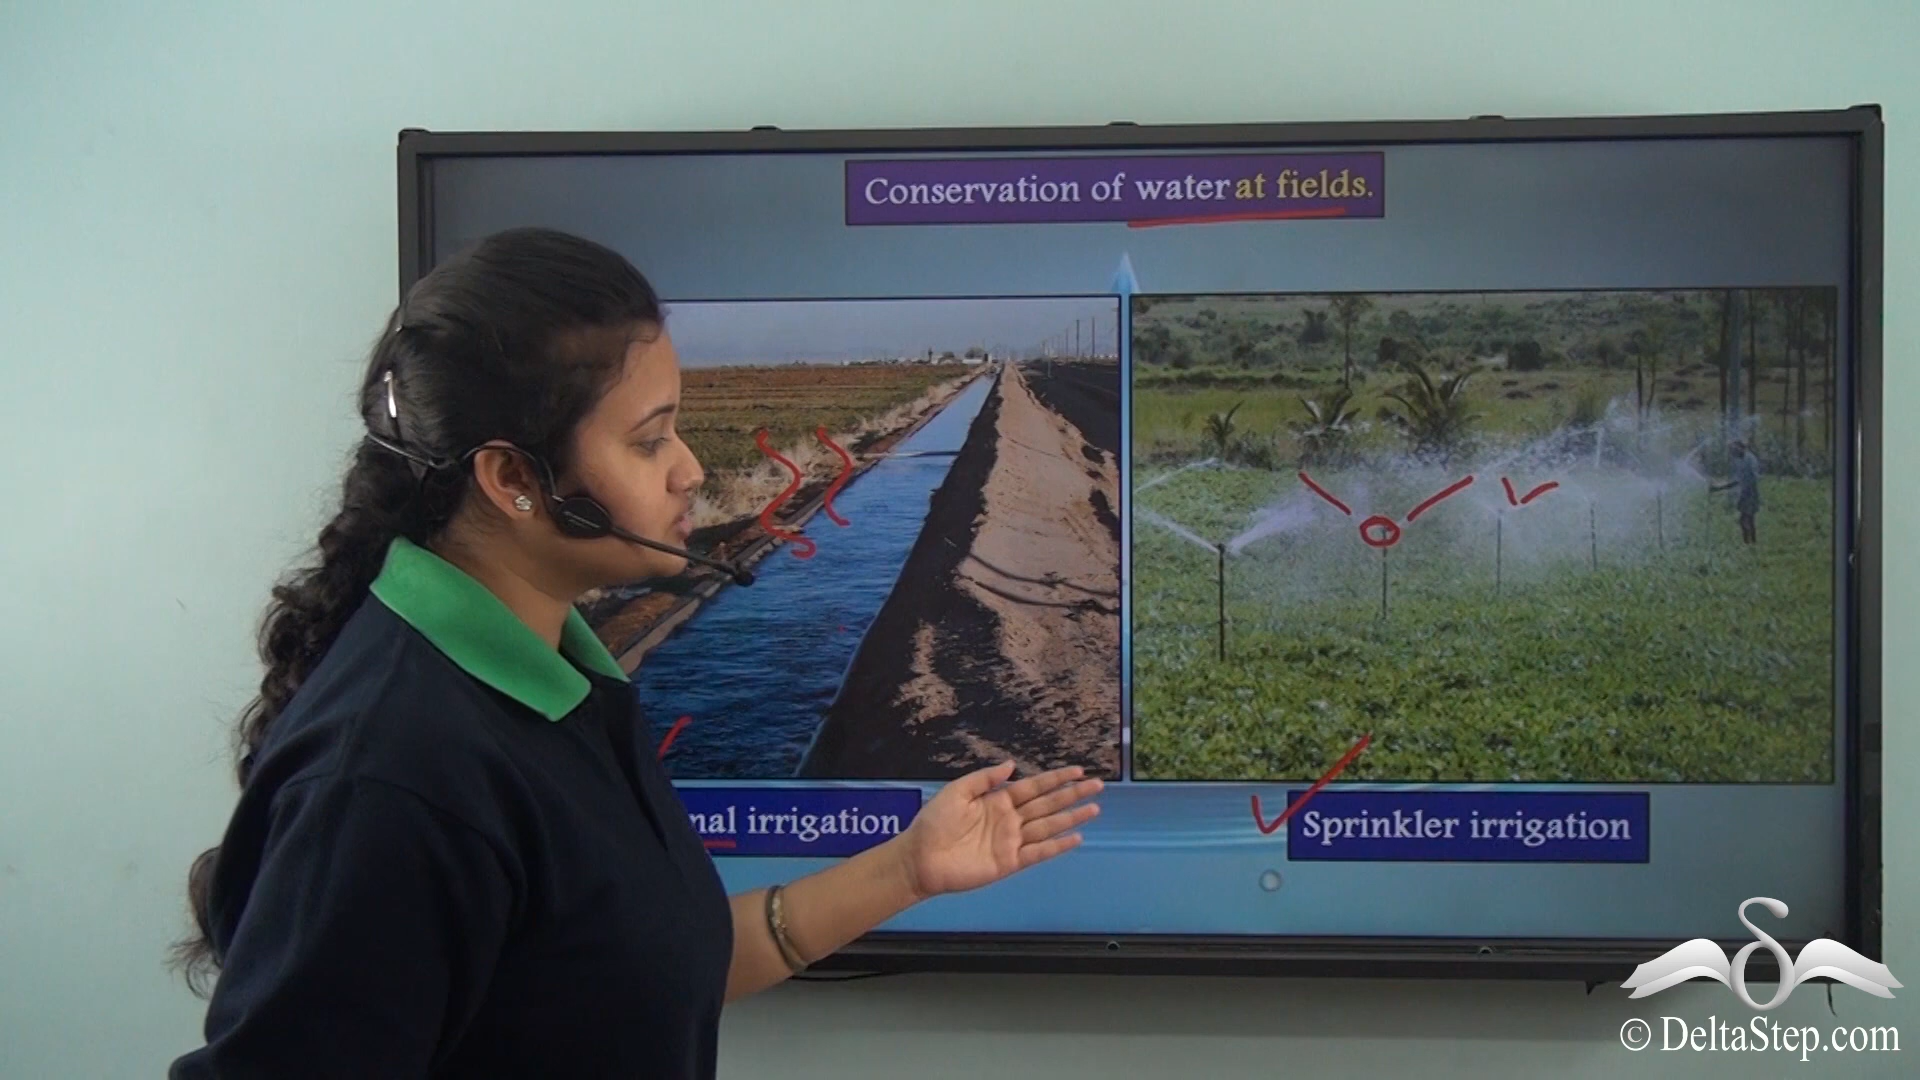 Conservation of water at fields.
nal irrigation
Sprinkler irrigation
© DeltaStep.com